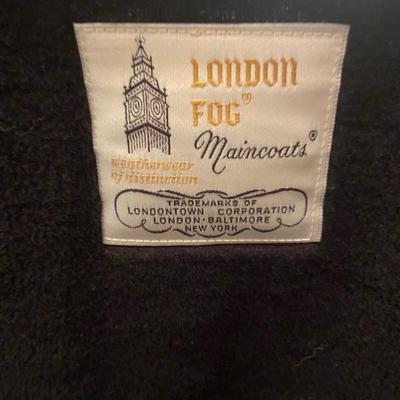 LONDON
FOG®
Maincoats®
weatherwear
of distinction
TRADEMARKS OF
LONDONTOWN CORPORATION
LONDON·BALTIMORE
NEW YORK